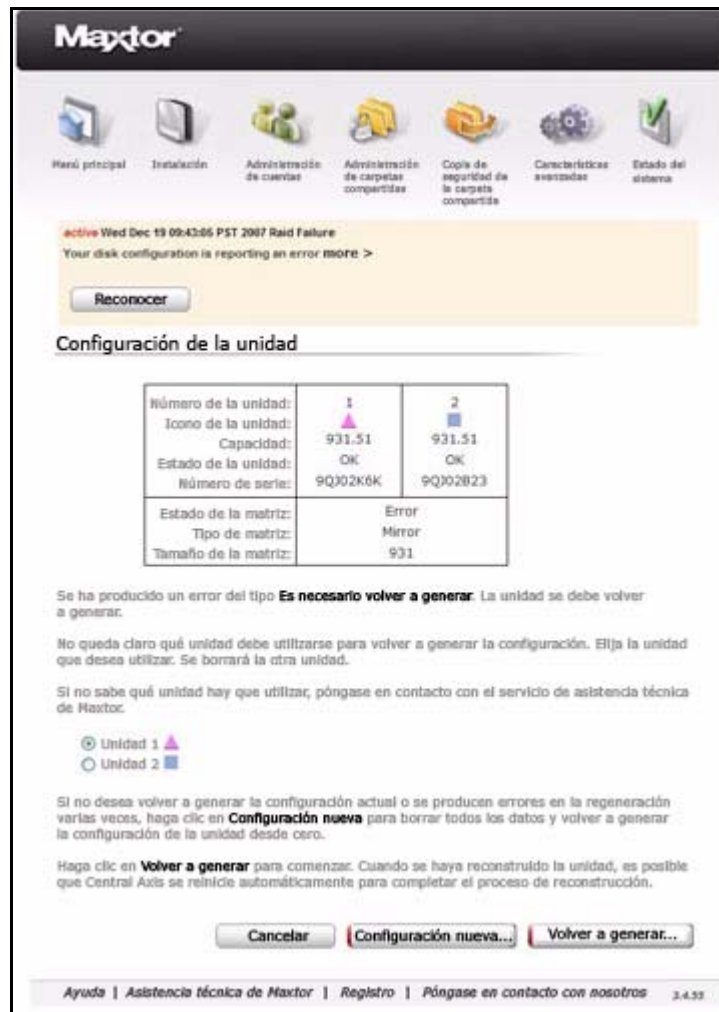 Maxtor
Menú principal
Instalación
Administración de cuentas
Administración de carpetas compartidas
Copia de seguridad de la carpeta compartida
Características avanzadas
Estado del sistema
active Wed Dec 19 09:43:05 PST 2007 Raid Failure
Your disk configuration is reporting an error more >
Reconocer
Configuración de la unidad
Número de la unidad: 1 2
Icono de la unidad:
Capacidad: 931.51 931.51
Estado de la unidad: OK OK
Número de serie: 9QJ02K6K 9QJ02B23
Estado de la matriz: Error
Tipo de matriz: Mirror
Tamaño de la matriz: 931
Se ha producido un error del tipo Es necesario volver a generar. La unidad se debe volver
a generar.
No queda claro qué unidad debe utilizarse para volver a generar la configuración. Elija la unidad
que desea utilizar. Se borrará la otra unidad.
Si no sabe qué unidad hay que utilizar, póngase en contacto con el servicio de asistencia técnica
de Maxtor.
Unidad 1
Unidad 2
Si no desea volver a generar la configuración actual o se producen errores en la regeneración
varias veces, haga clic en Configuración nueva para borrar todos los datos y volver a generar
la configuración de la unidad desde cero.
Haga clic en Volver a generar para comenzar. Cuando se haya reconstruido la unidad, es posible
que Central Axis se reinicie automáticamente para completar el proceso de reconstrucción.
Cancelar
Configuración nueva...
Volver a generar...
Ayuda | Asistencia técnica de Maxtor | Registro | Póngase en contacto con nosotros 3.4.55